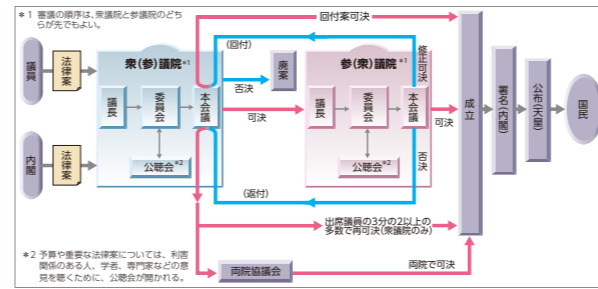 ＊1 審議の順序は、衆議院と参議院のどち
らが先でもよい。
議員
法律案
内閣
法律案
衆(参)議院＊1
議長
委員会
本会議
公聴会＊2
(回付)
否決
廃案
可決
(返付)
回付案可決
参(衆)議院＊1
議長
委員会
本会議
公聴会＊2
修正可決
可決
否決
成立
署名(内閣)
公布(天皇)
国民
出席議員の3分の2以上の
多数で再可決(衆議院のみ)
両院協議会
両院で可決
＊2 予算や重要な法律案については、利害
関係のある人、学者、専門家などの意
見を聴くために、公聴会が開かれる。